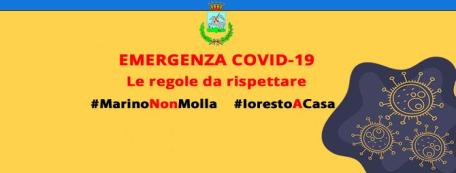 EMERGENZA COVID-19
Le regole da rispettare
#MarinoNonMolla #IorestoACasa